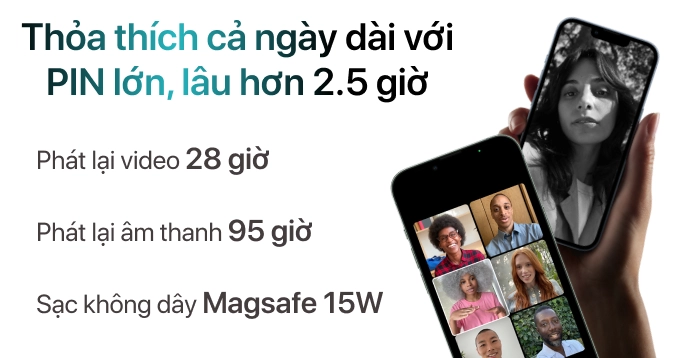 Thỏa thích cả ngày dài với
PIN lớn, lâu hơn 2.5 giờ
Phát lại video 28 giờ
Phát lại âm thanh 95 giờ
Sạc không dây Magsafe 15W